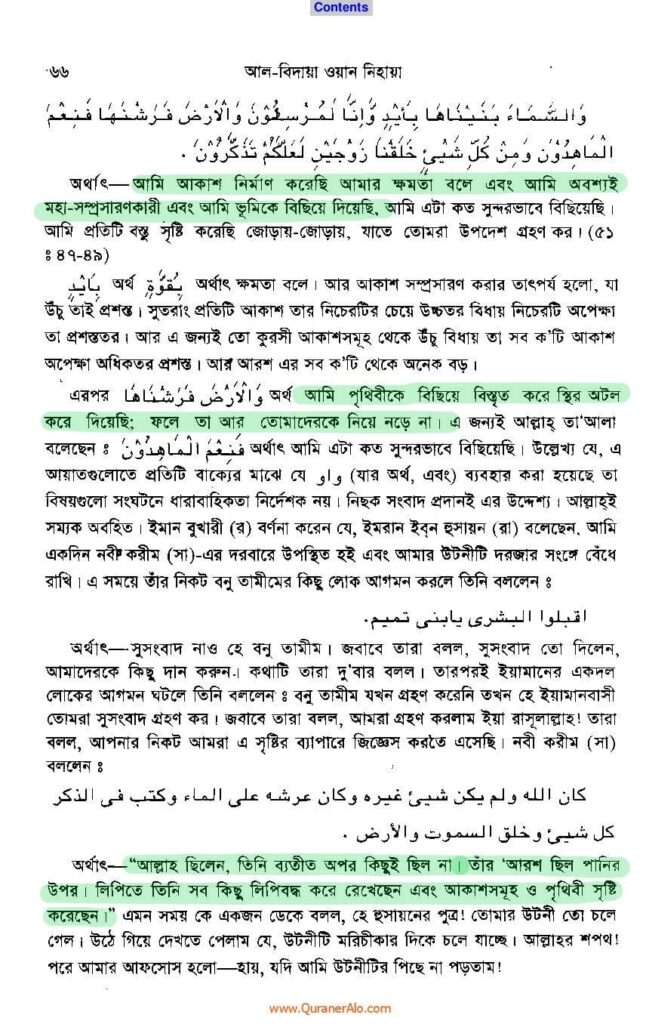 Contents
৬৬ আল-বিদায়া ওয়ান নিহায়া
وَالسَّمَاءَ بَنَيْنَاهَا بِأَيْدٍ وَّإِنَّا لَمُوْسِعُوْنَ وَالْأَرْضَ فَرَشْنٰهَا فَنِعْمَ
الْمَاهِدُوْنَ وَمِنْ كُلِّ شَيْئٍ خَلَقْنَا زَوْجَيْنِ لَعَلَّكُمْ تَذَكَّرُوْنَ .
অর্থাৎ—আমি আকাশ নির্মাণ করেছি আমার ক্ষমতা বলে এবং আমি অবশ্যই
মহা-সম্প্রসারণকারী এবং আমি ভূমিকে বিছিয়ে দিয়েছি, আমি এটা কত সুন্দরভাবে বিছিয়েছি।
আমি প্রতিটি বস্তু সৃষ্টি করেছি জোড়ায়-জোড়ায়, যাতে তোমরা উপদেশ গ্রহণ কর। (৫১
ঃ ৪৭-৪৯)
بِأَيْدٍ অর্থ بِقُوَّةٍ অর্থাৎ ক্ষমতা বলে। আর আকাশ সম্প্রসারণ করার তাৎপর্য হলো, যা
উঁচু তাই প্রশস্ত। সুতরাং প্রতিটি আকাশ তার নিচেরটির চেয়ে উচ্চতর বিধায় নিচেরটি অপেক্ষা
তা প্রশস্ততর। আর এ জন্যই তো কুরসী আকাশসমূহ থেকে উঁচু বিধায় তা সব ক’টি আকাশ
অপেক্ষা অধিকতর প্রশস্ত। আর আরশ এর সব ক’টি থেকে অনেক বড়।
এরপর وَالْأَرْضَ فَرَشْنَاهَا অর্থ আমি পৃথিবীকে বিছিয়ে বিস্তৃত করে স্থির অটল
করে দিয়েছি; ফলে তা আর তোমাদেরকে নিয়ে নড়ে না। এ জন্যই আল্লাহ্ তা‘আলা
বলেছেন ঃ فَنِعْمَ الْمَاهِدُوْنَ অর্থাৎ আমি এটা কত সুন্দরভাবে বিছিয়েছি। উল্লেখ্য যে, এ
আয়াতগুলোতে প্রতিটি বাক্যের মাঝে যে واو (যার অর্থ, এবং) ব্যবহার করা হয়েছে তা
বিষয়গুলো সংঘটনে ধারাবাহিকতা নির্দেশক নয়। নিছক সংবাদ প্রদানই এর উদ্দেশ্য। আল্লাহ্ই
সম্যক অবহিত। ইমান বুখারী (র) বর্ণনা করেন যে, ইমরান ইব্‌ন হুসায়ন (রা) বলেছেন, আমি
একদিন নবী করীম (সা)-এর দরবারে উপস্থিত হই এবং আমার উটনীটি দরজার সংঙ্গে বেঁধে
রাখি। এ সময়ে তাঁর নিকট বনু তামীমের কিছু লোক আগমন করলে তিনি বললেন ঃ
اقبلوا البشرى يابنى تميم.
অর্থাৎ—সুসংবাদ নাও হে বনু তামীম। জবাবে তারা বলল, সুসংবাদ তো দিলেন,
আমাদেরকে কিছু দান করুন। কথাটি তারা দু’বার বলল। তারপরই ইয়ামানের একদল
লোকের আগমন ঘটলে তিনি বললেন ঃ বনু তামীম যখন গ্রহণ করেনি তখন হে ইয়ামানবাসী
তোমরা সুসংবাদ গ্রহণ কর। জবাবে তারা বলল, আমরা গ্রহণ করলাম ইয়া রাসূলাল্লাহ! তারা
বলল, আপনার নিকট আমরা এ সৃষ্টির ব্যাপারে জিজ্ঞেস করতে এসেছি। নবী করীম (সা)
বললেন ঃ
كان الله ولم يكن شيئ غيره وكان عرشه على الماء وكتب فى الذكر
كل شيئ وخلق السموت والأرض .
অর্থাৎ—“আল্লাহ ছিলেন, তিনি ব্যতীত অপর কিছুই ছিল না। তাঁর ‘আরশ ছিল পানির
উপর। লিপিতে তিনি সব কিছু লিপিবদ্ধ করে রেখেছেন এবং আকাশসমূহ ও পৃথিবী সৃষ্টি
করেছেন।” এমন সময় কে একজন ডেকে বলল, হে হুসায়নের পুত্র! তোমার উটনী তো চলে
গেল। উঠে গিয়ে দেখতে পেলাম যে, উটনীটি মরিচীকার দিকে চলে যাচ্ছে। আল্লাহর শপথ!
পরে আমার আফসোস হলো—হায়, যদি আমি উটনীটির পিছে না পড়তাম!
www.QuranerAlo.com